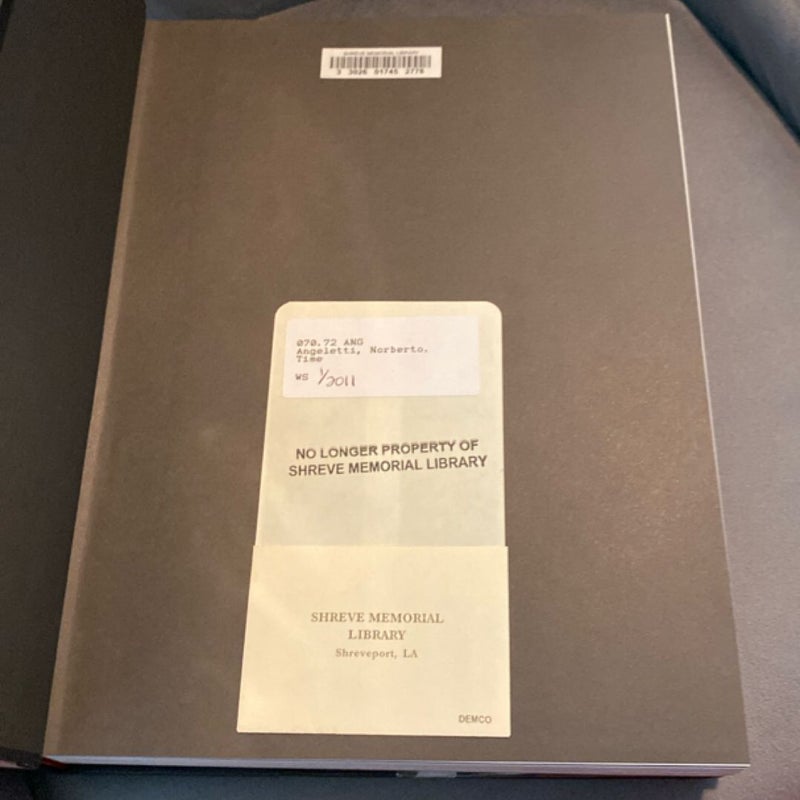 SHREVE MEMORIAL LIBRARY
3 3026 01745 2778
070.72 ANG
Angeletti, Norberto.
Time
WS 1/2011
NO LONGER PROPERTY OF
SHREVE MEMORIAL LIBRARY
SHREVE MEMORIAL
LIBRARY
Shreveport, LA
DEMCO